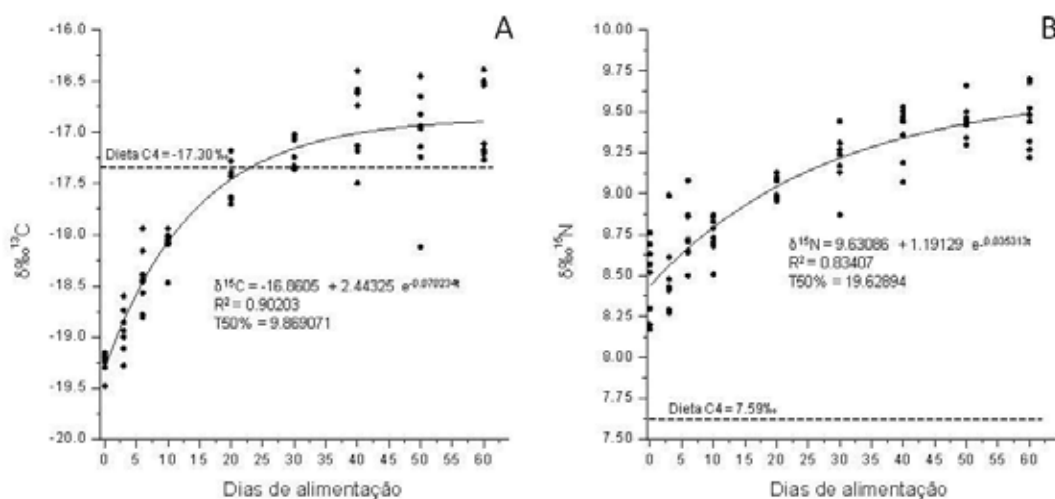 A
-16.0
-16.5
-17.0
-17.5
-18.0
-18.5
-19.0
-19.5
-20.0
δ‰¹³C
Dieta C4 = -17.30‰
δ¹⁵C = -16.8605 + 2.44325 e⁻⁰·⁰⁷⁰²³⁴ᵗ
R² = 0.90203
T50% = 9.869071
0 5 10 15 20 25 30 35 40 45 50 55 60
Dias de alimentação
B
10.00
9.75
9.50
9.25
9.00
8.75
8.50
8.25
8.00
7.75
7.50
δ‰¹⁵N
δ¹⁵N = 9.63086 + 1.19129 e⁻⁰·⁰³⁵³¹³ᵗ
R² = 0.83407
T50% = 19.62894
Dieta C4 = 7.59‰
0 5 10 15 20 25 30 35 40 45 50 55 60
Dias de alimentação